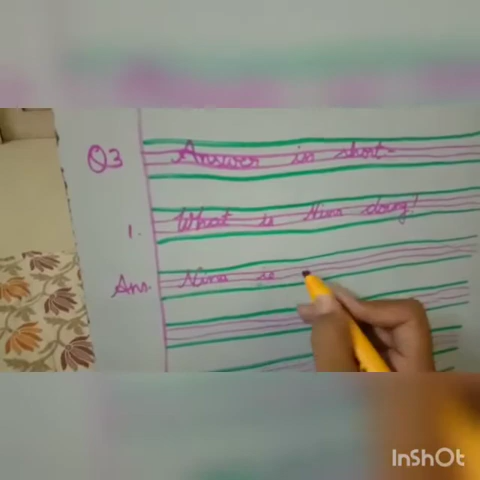 Q3 Answer in short-
1. What is Nina doing!
Ans. Nina is
InShOt